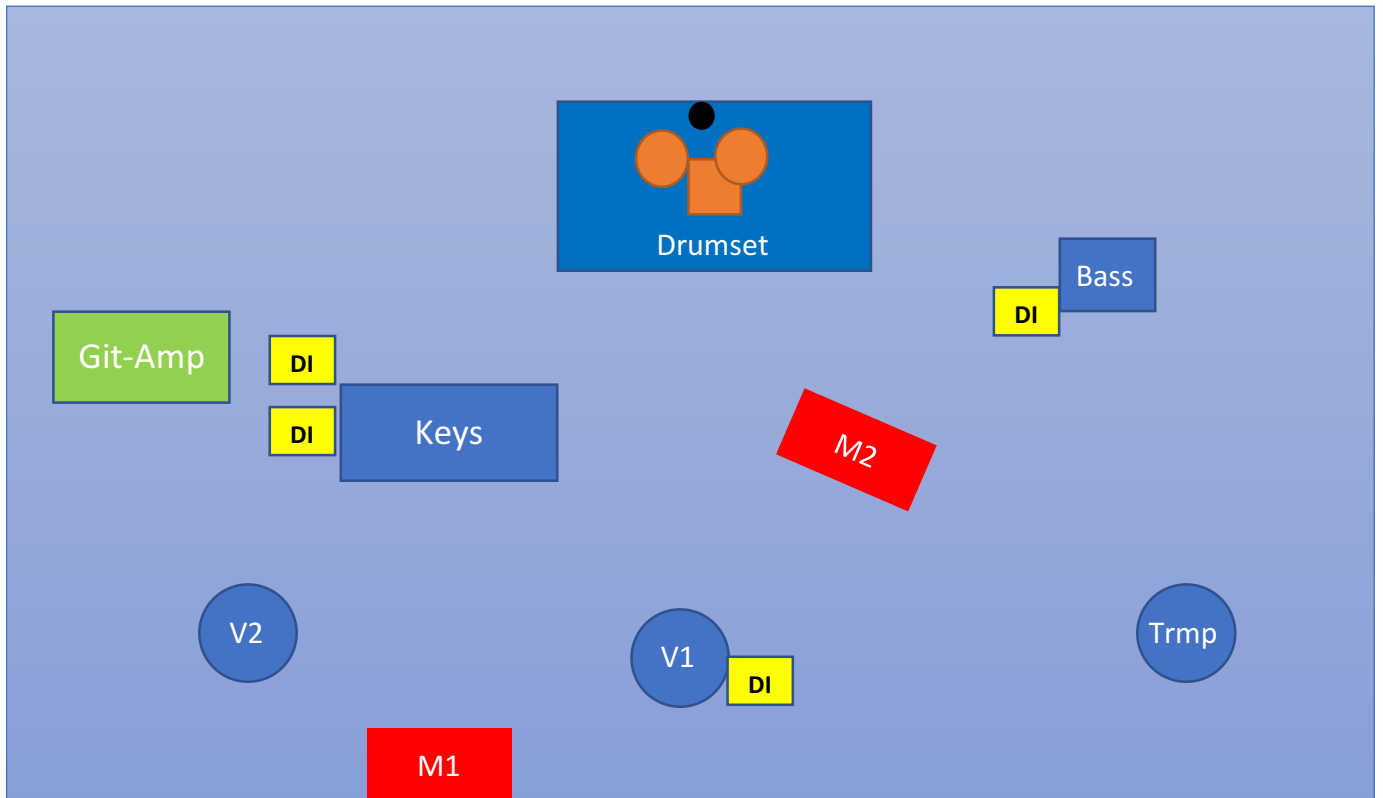 Drumset
Bass
DI
Git-Amp
DI
DI
Keys
M2
V2
V1
Trmp
DI
M1